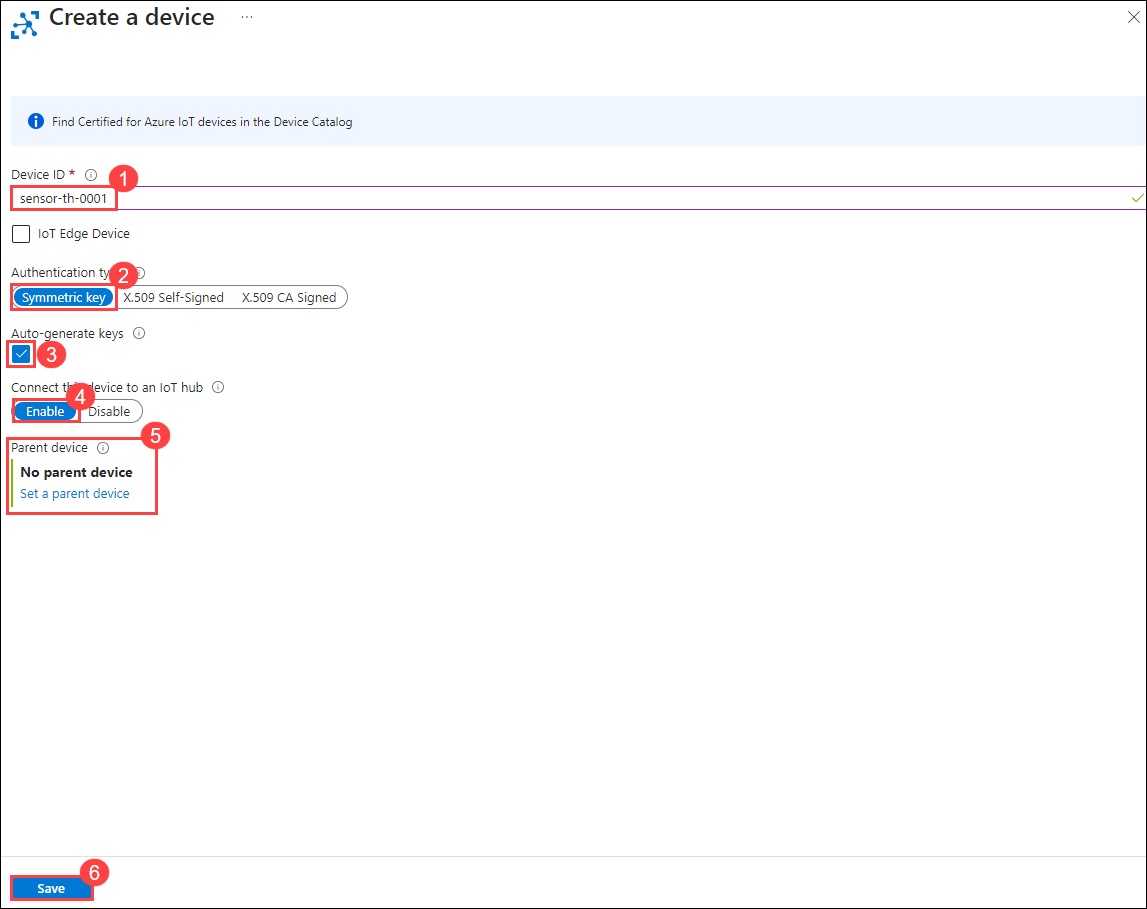 Create a device ...
Find Certified for Azure IoT devices in the Device Catalog
Device ID * 1
sensor-th-0001
IoT Edge Device
Authentication ty 2
Symmetric key X.509 Self-Signed X.509 CA Signed
Auto-generate keys
3
Connect this device to an IoT hub
4
Enable Disable
5
Parent device
No parent device
Set a parent device
6
Save